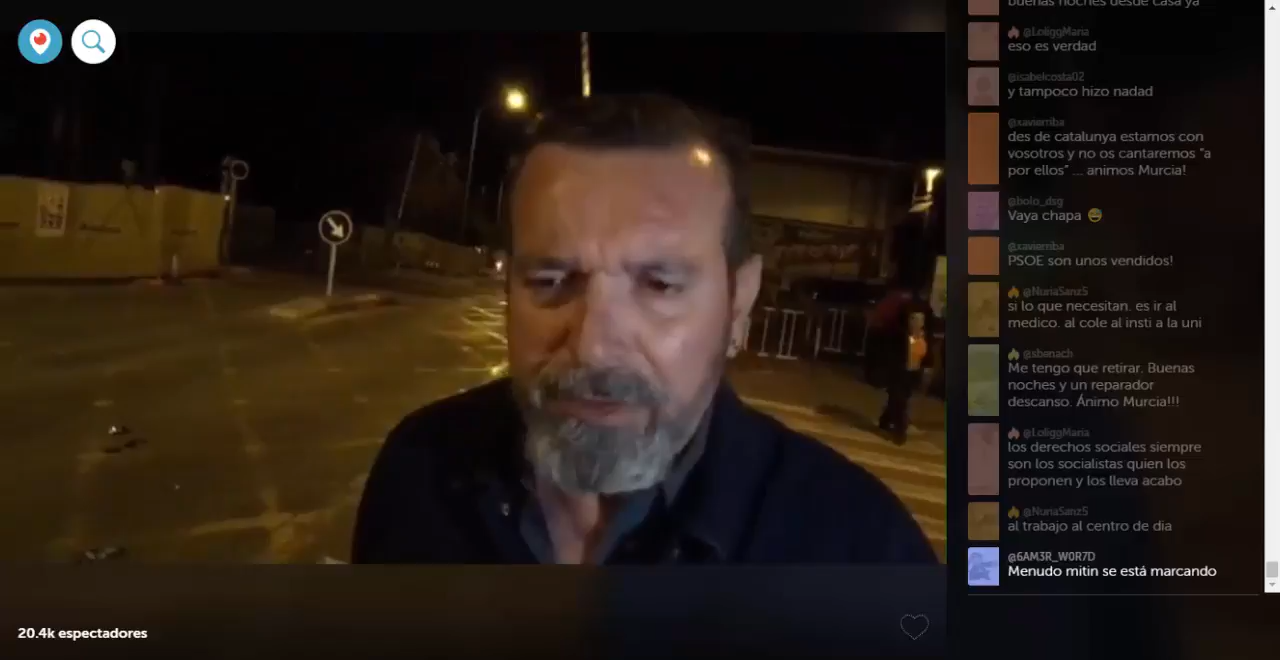 buenas noches desde casa ya
@LoliggMaria
eso es verdad
@isabelcosta02
y tampoco hizo nadad
@xavierriba
des de catalunya estamos con
vosotros y no os cantaremos "a
por ellos" ... animos Murcia!
@bolo_dsg
Vaya chapa 😅
@xavierriba
PSOE son unos vendidos!
@NuriaSanz5
si lo que necesitan. es ir al
medico. al cole al insti a la uni
@sbenach
Me tengo que retirar. Buenas
noches y un reparador
descanso. Ánimo Murcia!!!
@LoliggMaria
los derechos sociales siempre
son los socialistas quien los
proponen y los lleva acabo
@NuriaSanz5
al trabajo al centro de dia
@6AM3R_W0R7D
Menudo mitin se está marcando
20.4k espectadores